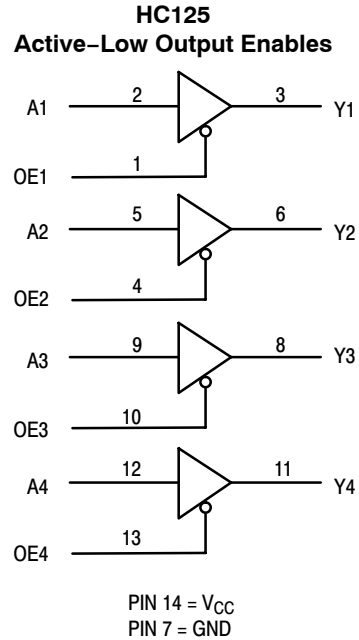 HC125
Active–Low Output Enables
A1 2 3 Y1
OE1 1
A2 5 6 Y2
OE2 4
A3 9 8 Y3
OE3 10
A4 12 11 Y4
OE4 13
PIN 14 = VCC
PIN 7 = GND